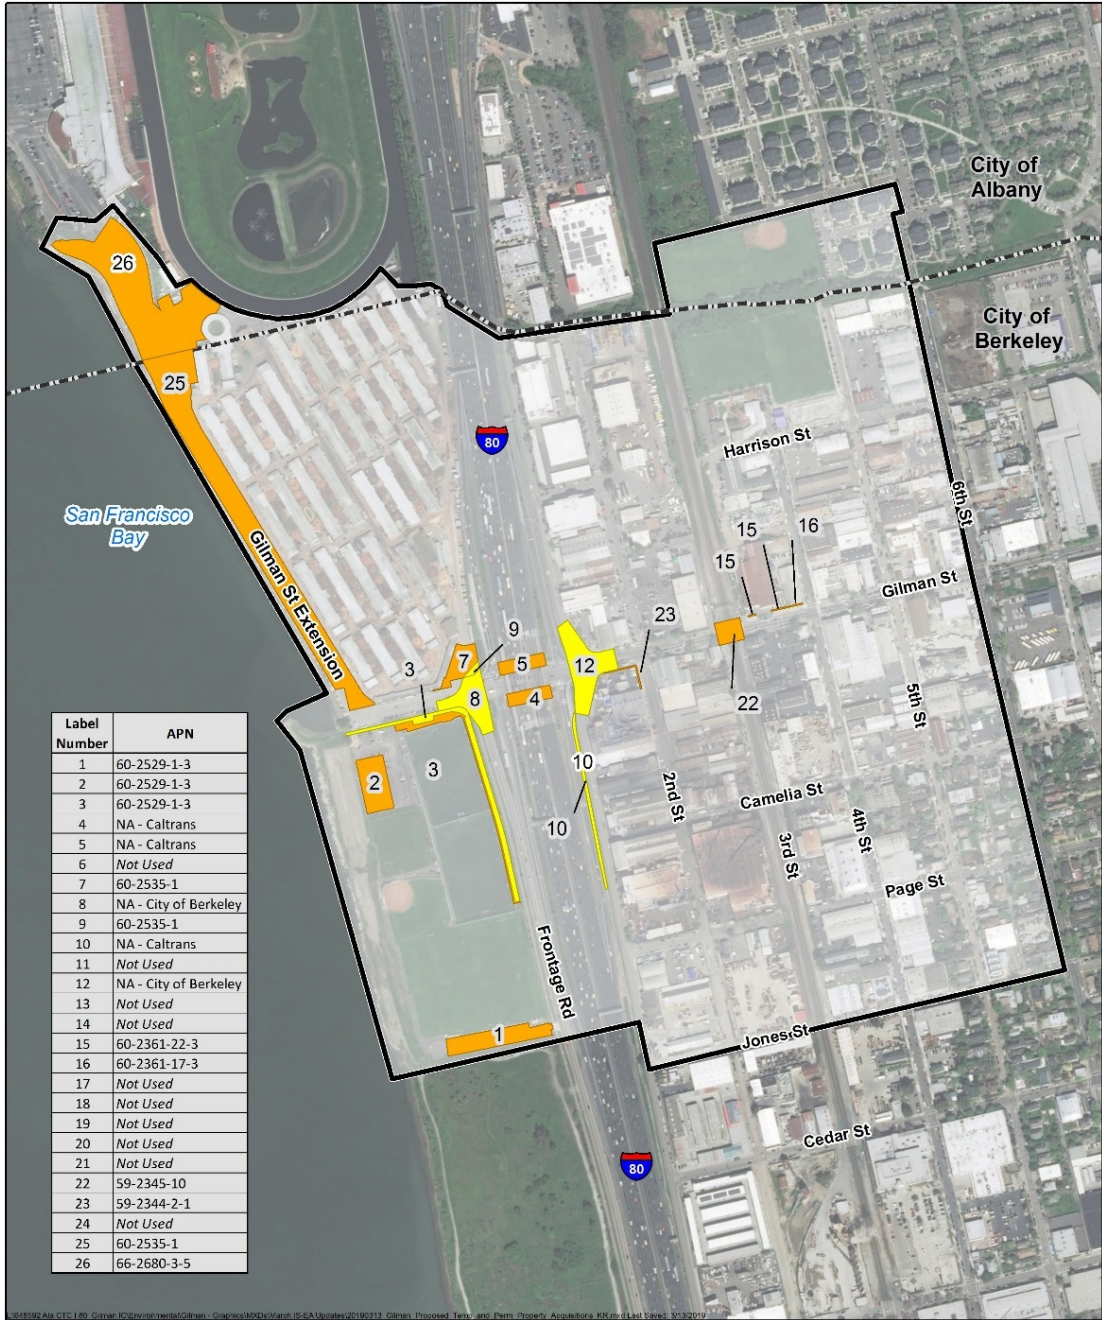 City of
Albany
City of
Berkeley
26
25
80
Harrison St
6th St
San Francisco
Bay
15
16
15
Gilman St
Gilman St Extension
23
9
3
7
5
12
8
4
22
5th St
10
3
2
2nd St
Camelia St
10
3rd St
4th St
Page St
Frontage Rd
1
Jones St
Cedar St
80
Label Number APN
1 60-2529-1-3
2 60-2529-1-3
3 60-2529-1-3
4 NA - Caltrans
5 NA - Caltrans
6 Not Used
7 60-2535-1
8 NA - City of Berkeley
9 60-2535-1
10 NA - Caltrans
11 Not Used
12 NA - City of Berkeley
13 Not Used
14 Not Used
15 60-2361-22-3
16 60-2361-17-3
17 Not Used
18 Not Used
19 Not Used
20 Not Used
21 Not Used
22 59-2345-10
23 59-2344-2-1
24 Not Used
25 60-2535-1
26 66-2680-3-5